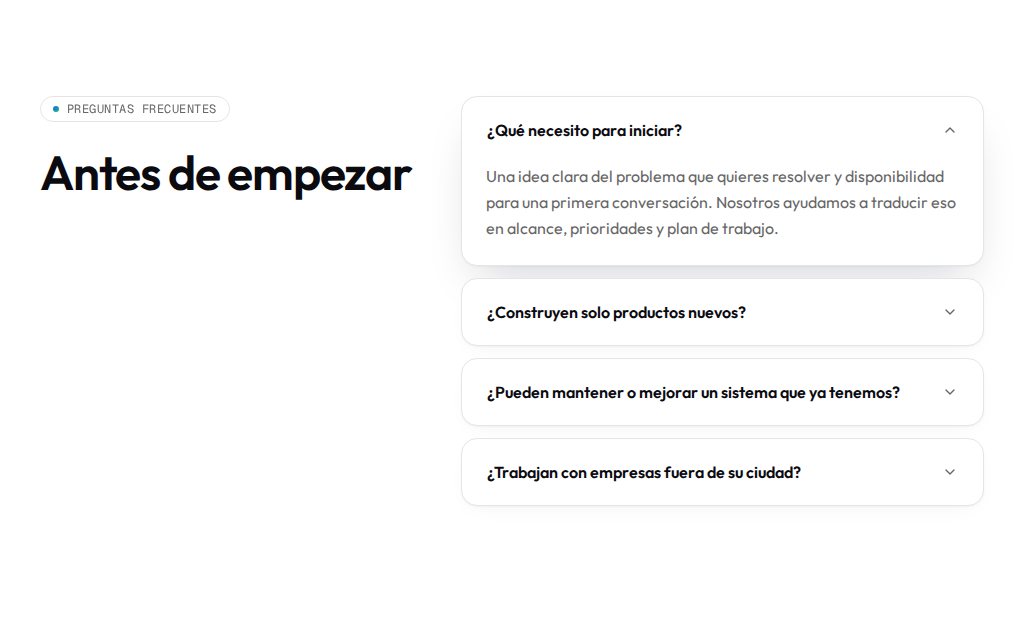 PREGUNTAS FRECUENTES
Antes de empezar
¿Qué necesito para iniciar?
Una idea clara del problema que quieres resolver y disponibilidad
para una primera conversación. Nosotros ayudamos a traducir eso
en alcance, prioridades y plan de trabajo.
¿Construyen solo productos nuevos?
¿Pueden mantener o mejorar un sistema que ya tenemos?
¿Trabajan con empresas fuera de su ciudad?